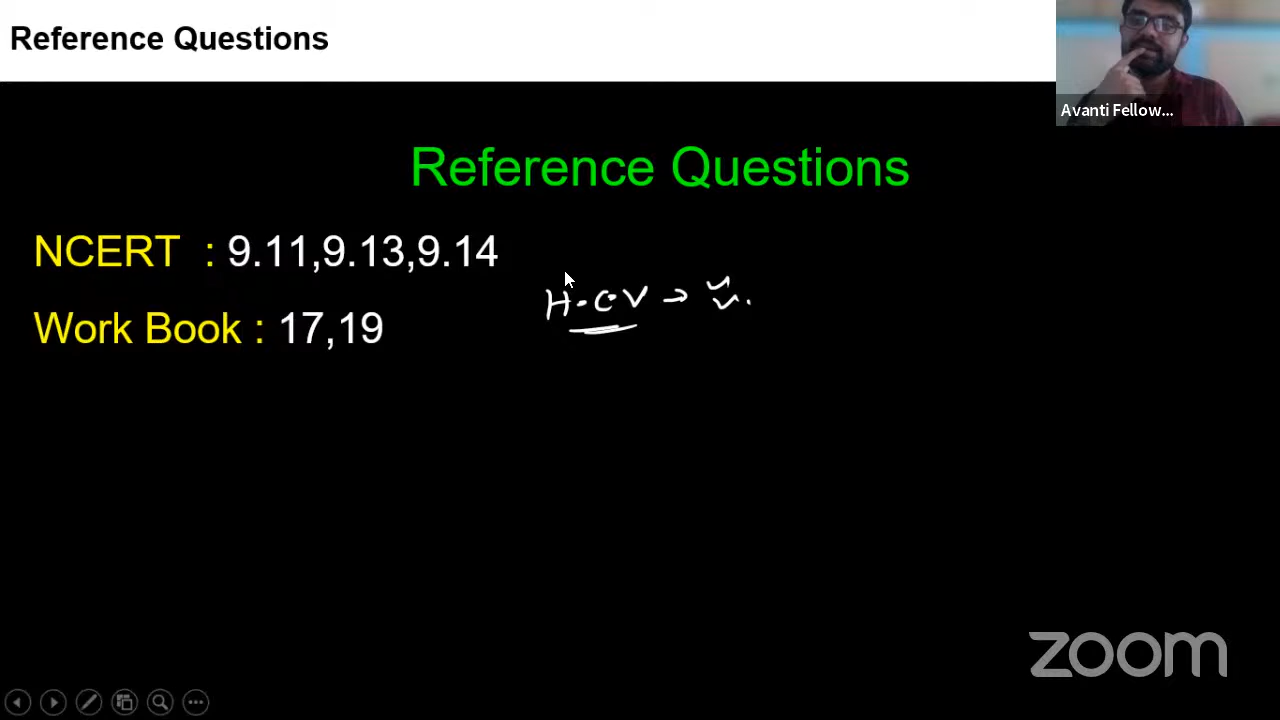 Reference Questions
Avanti Fellow...
Reference Questions
NCERT : 9.11,9.13,9.14
H.C V →
Work Book : 17,19
zoom